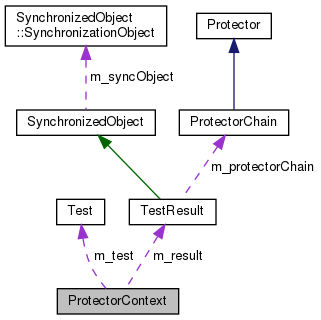 SynchronizedObject
::SynchronizationObject
Protector
m_syncObject
SynchronizedObject
ProtectorChain
m_protectorChain
Test
TestResult
m_test
m_result
ProtectorContext